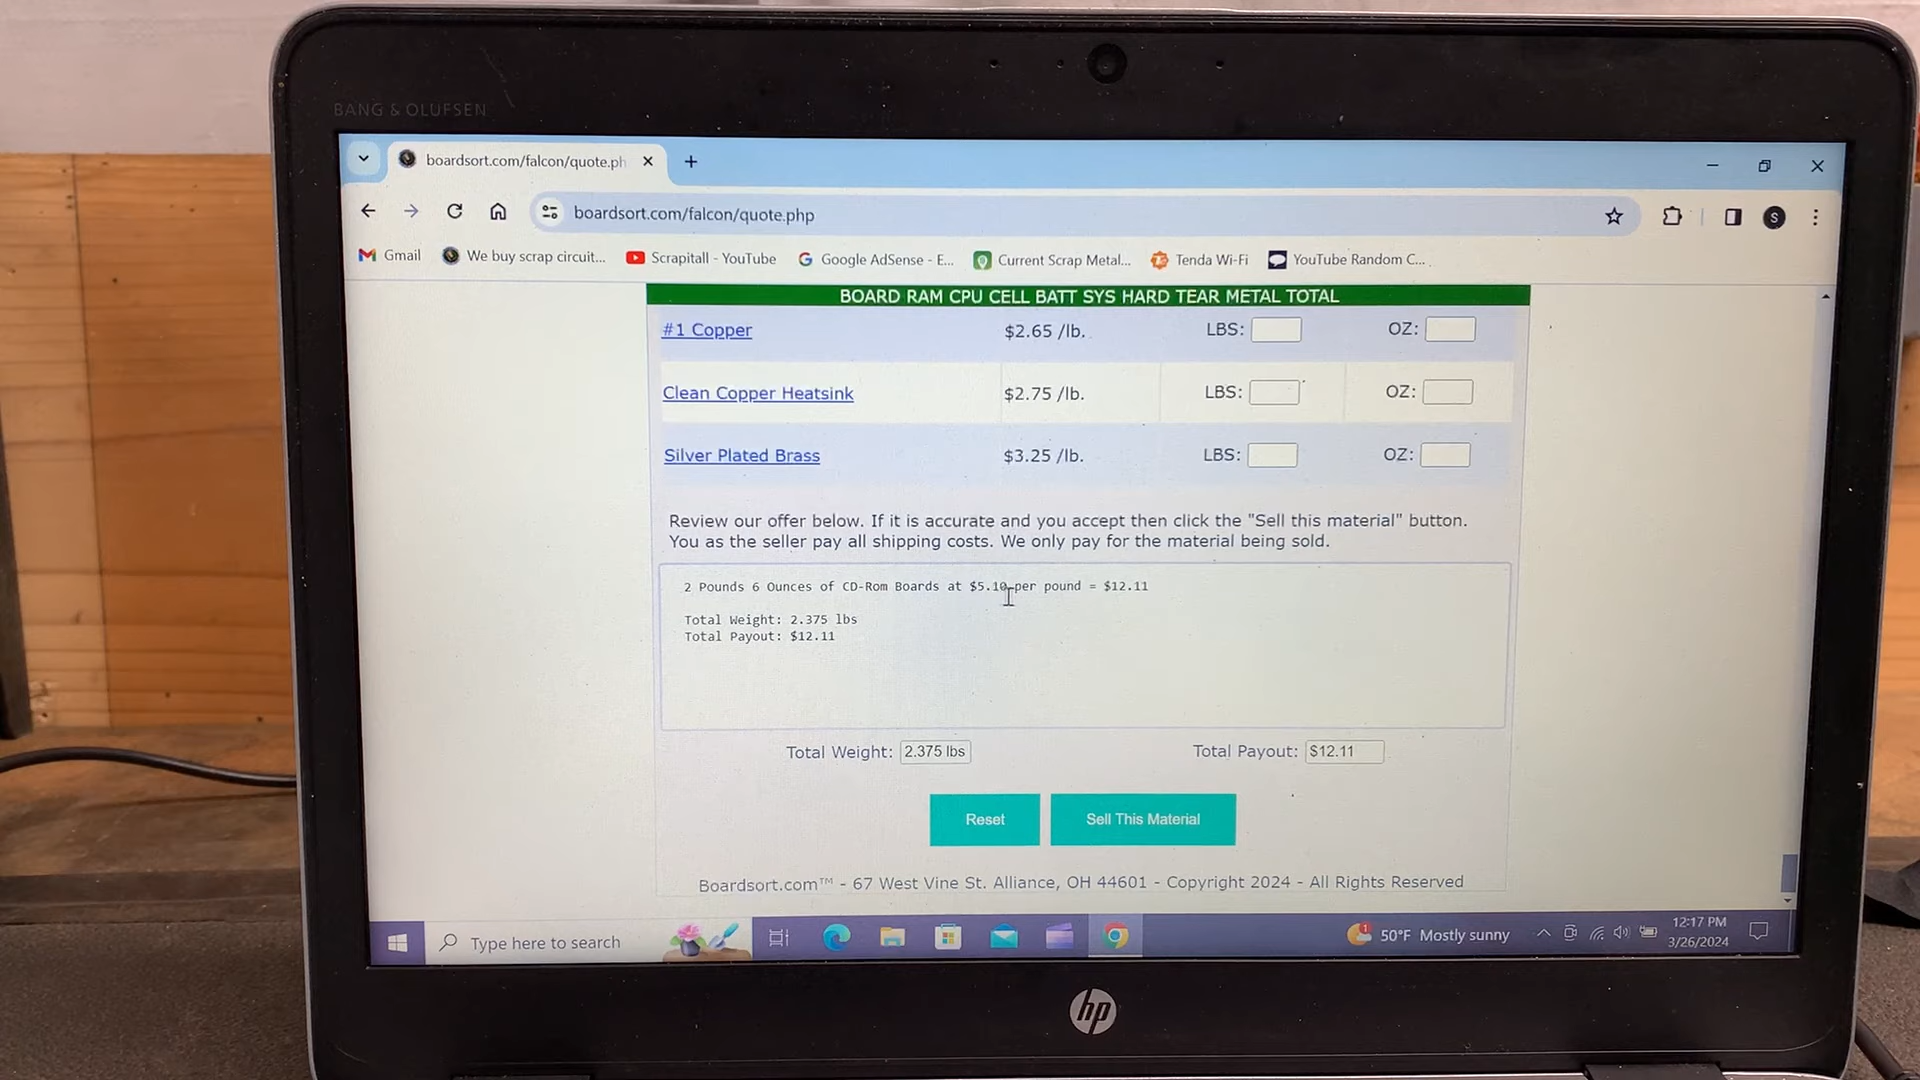 BANG & OLUFSEN
boardsort.com/falcon/quote.ph
boardsort.com/falcon/quote.php
S
Gmail
We buy scrap circuit...
Scrapitall - YouTube
Google AdSense - E...
Current Scrap Metal...
Tenda Wi-Fi
YouTube Random C...
BOARD RAM CPU CELL BATT SYS HARD TEAR METAL TOTAL
#1 Copper $2.65 /lb. LBS: OZ:
Clean Copper Heatsink $2.75 /lb. LBS: OZ:
Silver Plated Brass $3.25 /lb. LBS: OZ:
Review our offer below. If it is accurate and you accept then click the "Sell this material" button.
You as the seller pay all shipping costs. We only pay for the material being sold.
2 Pounds 6 Ounces of CD-Rom Boards at $5.10 per pound = $12.11
Total Weight: 2.375 lbs
Total Payout: $12.11
Total Weight: 2.375 lbs Total Payout: $12.11
Reset Sell This Material
Boardsort.com™ - 67 West Vine St. Alliance, OH 44601 - Copyright 2024 - All Rights Reserved
Type here to search
1
50°F Mostly sunny
12:17 PM
3/26/2024
hp